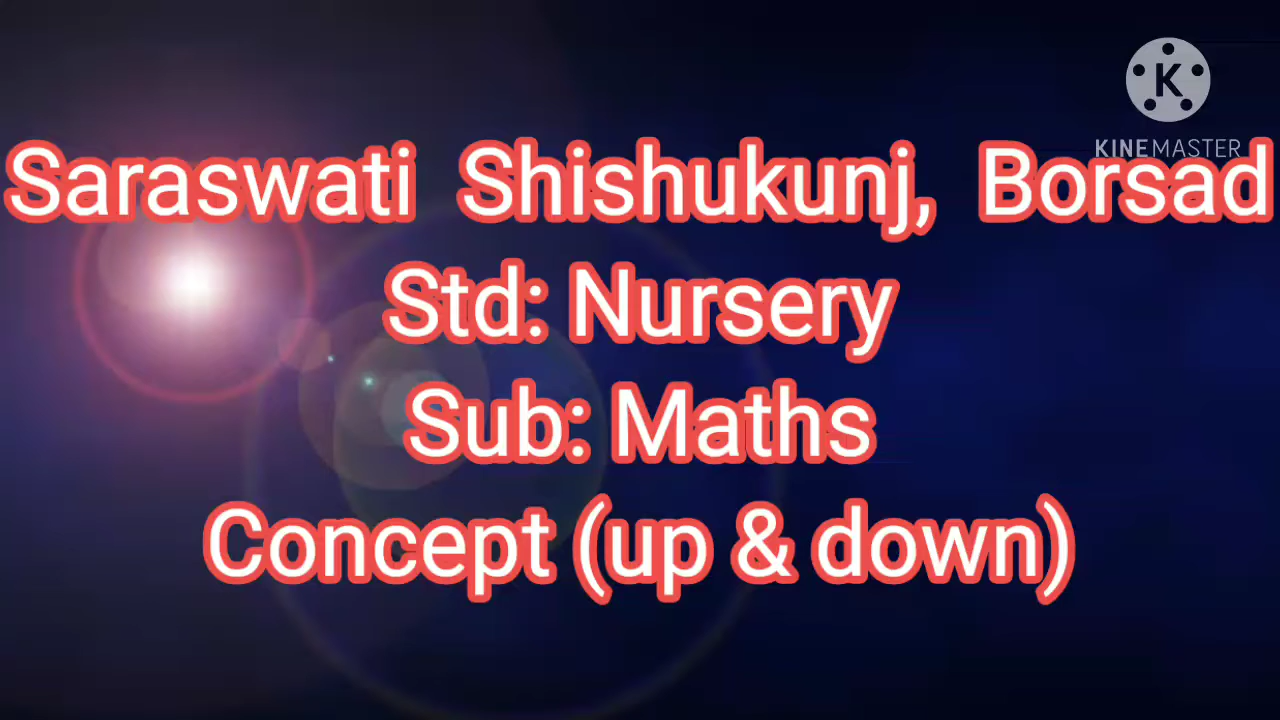 K
KINEMASTER
Saraswati Shishukunj, Borsad
Std: Nursery
Sub: Maths
Concept (up & down)